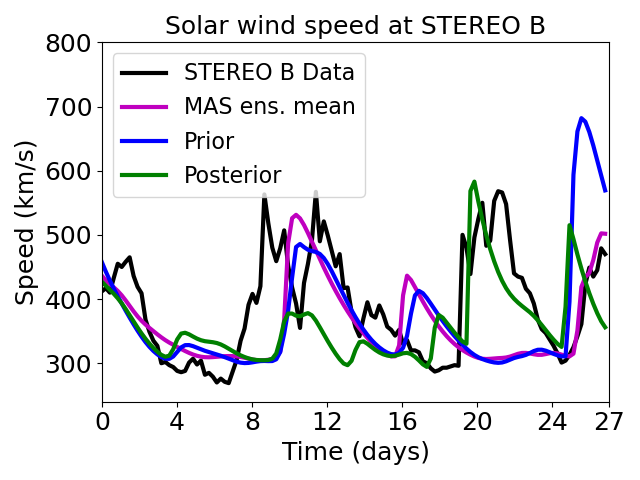 Solar wind speed at STEREO B
800
700
600
500
400
300
Speed (km/s)
STEREO B Data
MAS ens. mean
Prior
Posterior
0 4 8 12 16 20 24 27
Time (days)